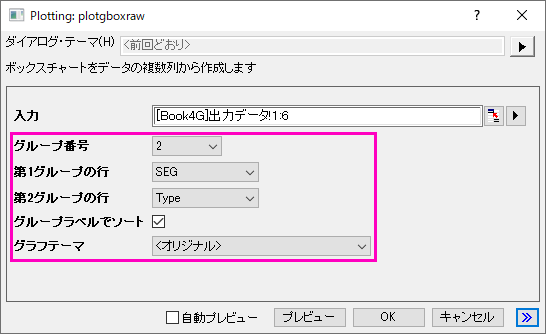 Plotting: plotgboxraw
ダイアログ・テーマ(H) <前回どおり>
ボックスチャートをデータの複数列から作成します
入力 [Book4G]出力データ!1:6
グループ番号 2
第1グループの行 SEG
第2グループの行 Type
グループラベルでソート
グラフテーマ <オリジナル>
自動プレビュー プレビュー OK キャンセル